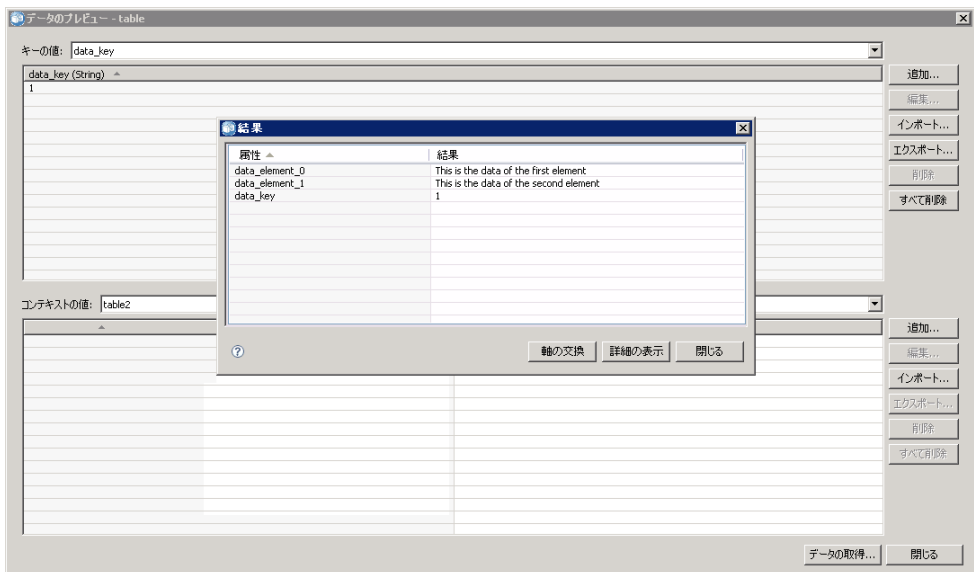 データのプレビュー - table
キーの値: data_key
data_key (String)
1
追加...
編集...
インポート...
エクスポート...
削除
すべて削除
結果
属性 結果
data_element_0 This is the data of the first element
data_element_1 This is the data of the second element
data_key 1
軸の交換 詳細の表示 閉じる
コンテキストの値: table2
追加...
編集...
インポート...
エクスポート...
削除
すべて削除
データの取得... 閉じる